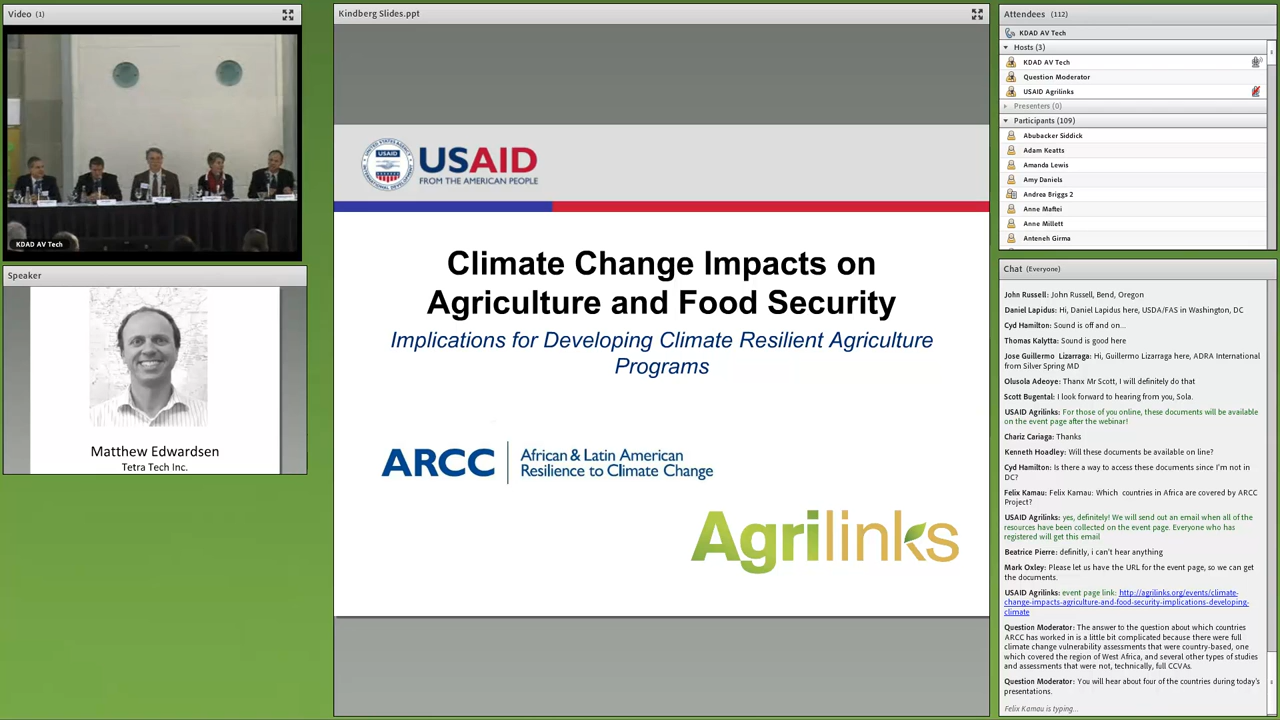 Video (1)
KDAD AV Tech
Speaker
Matthew Edwardsen
Tetra Tech Inc.
Kindberg Slides.ppt
UNITED STATES AGENCY
INTERNATIONAL DEVELOPMENT
USAID
USAID
FROM THE AMERICAN PEOPLE
Climate Change Impacts on
Agriculture and Food Security
Implications for Developing Climate Resilient Agriculture
Programs
ARCC
African & Latin American
Resilience to Climate Change
Agrilinks
Attendees (112)
KDAD AV Tech
Hosts (3)
KDAD AV Tech
Question Moderator
USAID Agrilinks
Presenters (0)
Participants (109)
Abubacker Siddick
Adam Keatts
Amanda Lewis
Amy Daniels
Andrea Briggs 2
Anne Maftei
Anne Millett
Anteneh Girma
Chat (Everyone)
John Russell: John Russell, Bend, Oregon
Daniel Lapidus: Hi, Daniel Lapidus here, USDA/FAS in Washington, DC
Cyd Hamilton: Sound is off and on...
Thomas Kalytta: Sound is good here
Jose Guillermo Lizarraga: Hi, Guillermo Lizarraga here, ADRA International
from Silver Spring MD
Olusola Adeoye: Thanx Mr Scott, I will definitely do that
Scott Bugental: I look forward to hearing from you, Sola.
USAID Agrilinks: For those of you online, these documents will be available
on the event page after the webinar!
Chariz Cariaga: Thanks
Kenneth Hoadley: Will these documents be available on line?
Cyd Hamilton: Is there a way to access these documents since I'm not in
DC?
Felix Kamau: Felix Kamau: Which countries in Africa are covered by ARCC
Project?
USAID Agrilinks: yes, definitely! We will send out an email when all of the
resources have been collected on the event page. Everyone who has
registered will get this email
Beatrice Pierre: definitly, i can't hear anything
Mark Oxley: Please let us have the URL for the event page, so we can get
the documents.
USAID Agrilinks: event page link: http://agrilinks.org/events/climate-
change-impacts-agriculture-and-food-security-implications-developing-
climate
Question Moderator: The answer to the question about which countries
ARCC has worked in is a little bit complicated because there were full
climate change vulnerability assessments that were country-based, one
which covered the region of West Africa, and several other types of studies
and assessments that were not, technically, full CCVAs.
Question Moderator: You will hear about four of the countries during today's
presentations.
Felix Kamau is typing...